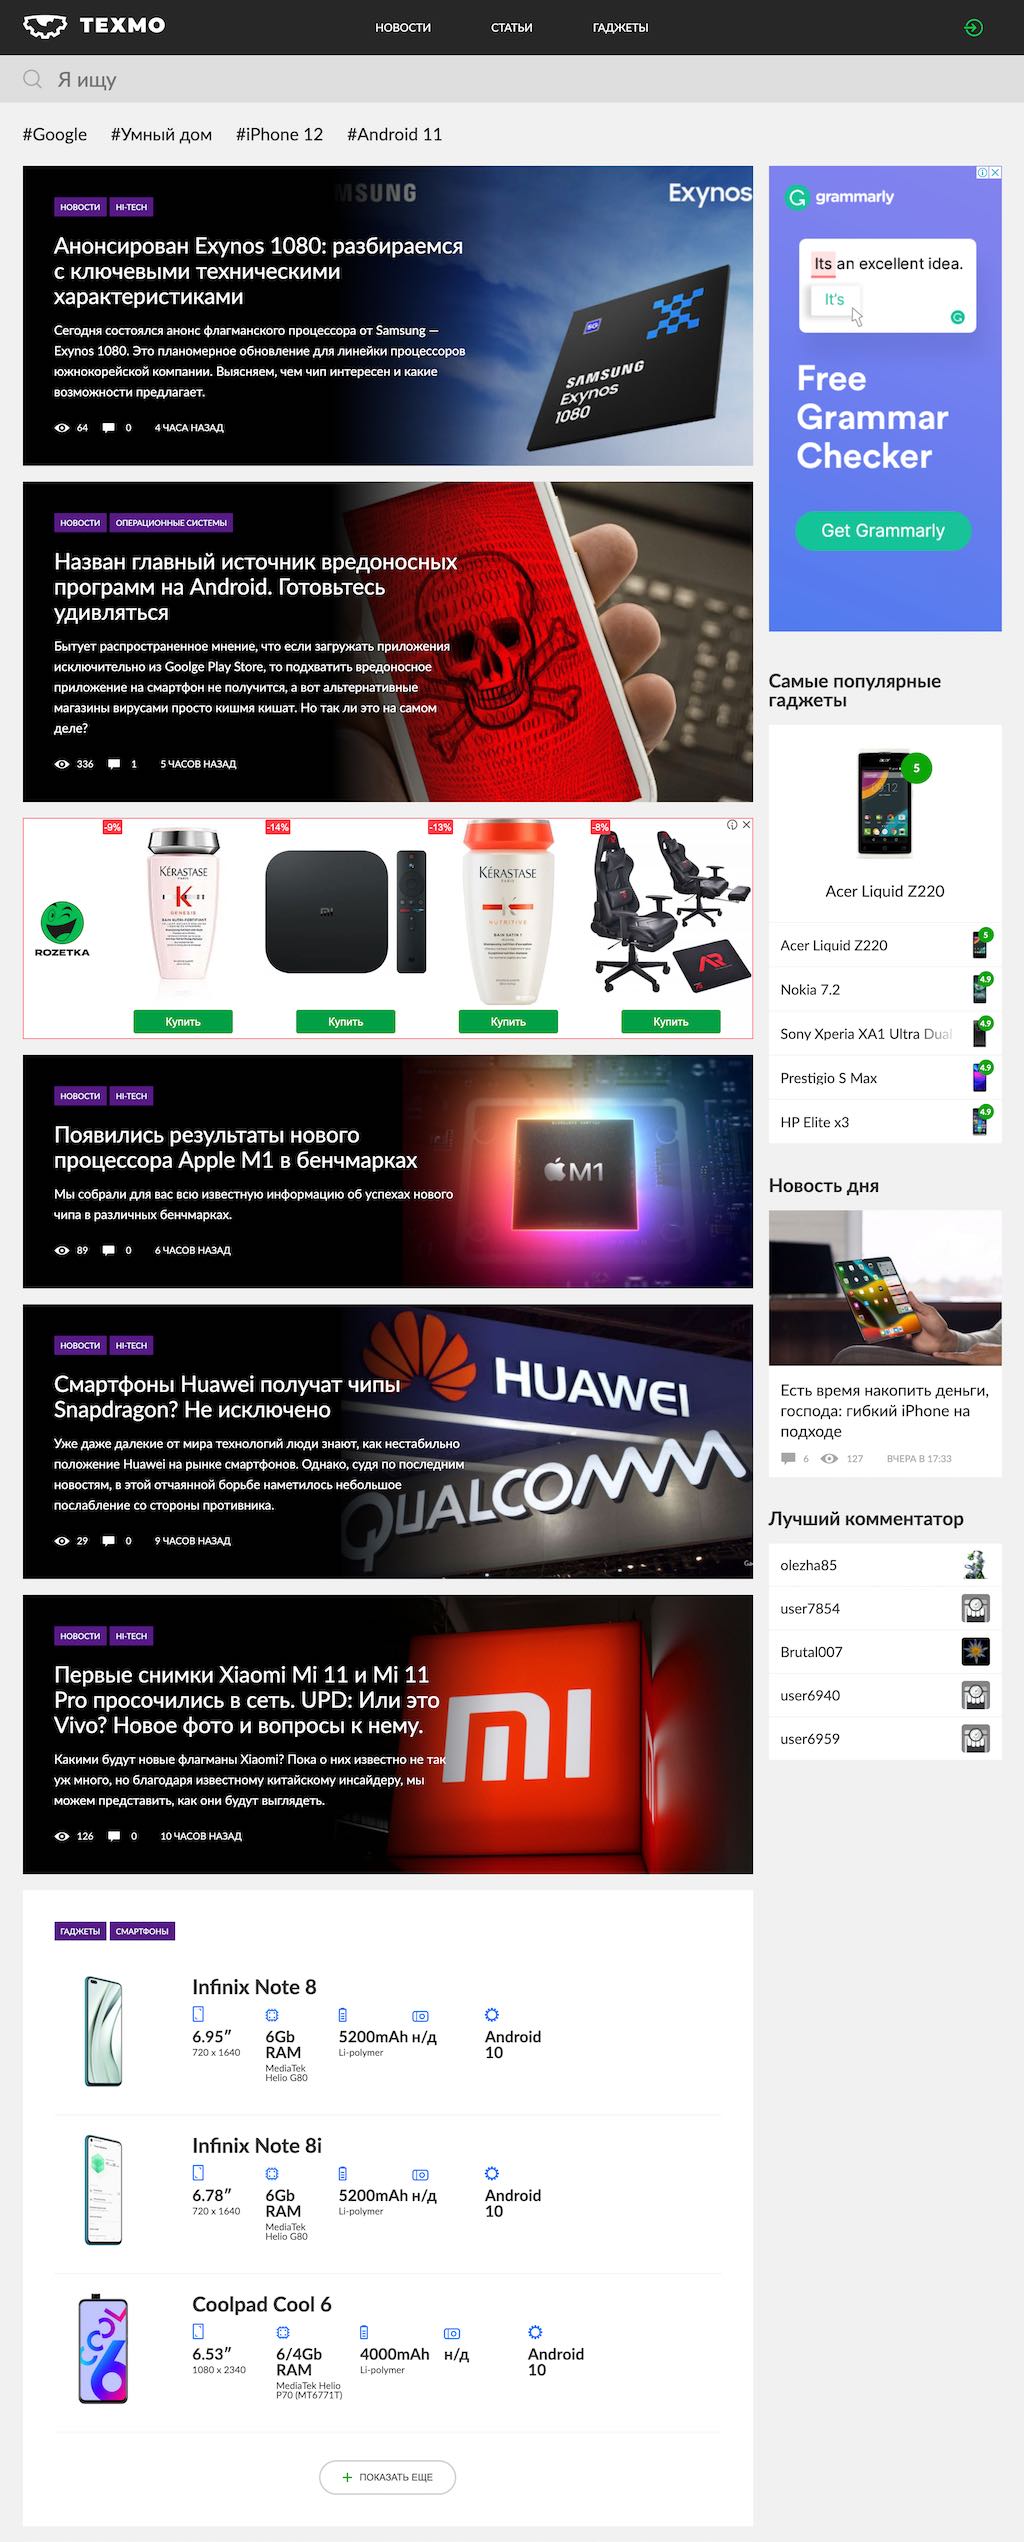 ТЕХМО
НОВОСТИ
СТАТЬИ
ГАДЖЕТЫ
Я ищу
#Google #Умный дом #iPhone 12 #Android 11
НОВОСТИ HI-TECH
Анонсирован Exynos 1080: разбираемся
с ключевыми техническими
характеристиками
Сегодня состоялся анонс флагманского процессора от Samsung —
Exynos 1080. Это планомерное обновление для линейки процессоров
южнокорейской компании. Выясняем, чем чип интересен и какие
возможности предлагает.
64 0 4 ЧАСА НАЗАД
MSUNG
Exynos
5G
SAMSUNG
Exynos
1080
grammarly
Its an excellent idea.
It's
Free
Grammar
Checker
Get Grammarly
НОВОСТИ ОПЕРАЦИОННЫЕ СИСТЕМЫ
Назван главный источник вредоносных
программ на Android. Готовьтесь
удивляться
Бытует распространенное мнение, что если загружать приложения
исключительно из Goolge Play Store, то подхватить вредоносное
приложение на смартфон не получится, а вот альтернативные
магазины вирусами просто кишмя кишат. Но так ли это на самом
деле?
336 1 5 ЧАСОВ НАЗАД
ROZETKA
-9%
KÉRASTASE
PARIS
K
GENESIS
Купить
-14%
MI
Купить
-13%
KÉRASTASE
PARIS
NUTRITIVE
BAIN SATIN 1
Купить
-8%
AR
Купить
НОВОСТИ HI-TECH
Появились результаты нового
процессора Apple M1 в бенчмарках
Мы собрали для вас всю известную информацию об успехах нового
чипа в различных бенчмарках.
89 0 6 ЧАСОВ НАЗАД
M1
НОВОСТИ HI-TECH
Смартфоны Huawei получат чипы
Snapdragon? Не исключено
Уже даже далекие от мира технологий люди знают, как нестабильно
положение Huawei на рынке смартфонов. Однако, судя по последним
новостям, в этой отчаянной борьбе наметилось небольшое
послабление со стороны противника.
29 0 9 ЧАСОВ НАЗАД
HUAWEI
QUALCOMM
НОВОСТИ HI-TECH
Первые снимки Xiaomi Mi 11 и Mi 11
Pro просочились в сеть. UPD: Или это
Vivo? Новое фото и вопросы к нему.
Какими будут новые флагманы Xiaomi? Пока о них известно не так
уж много, но благодаря известному китайскому инсайдеру, мы
можем представить, как они будут выглядеть.
126 0 10 ЧАСОВ НАЗАД
MI
ГАДЖЕТЫ СМАРТФОНЫ
Infinix Note 8
6.95″
720 x 1640
6Gb
RAM
MediaTek
Helio G80
5200mAh
Li-polymer
н/д
Android
10
Infinix Note 8i
6.78″
720 x 1640
6Gb
RAM
MediaTek
Helio G80
5200mAh
Li-polymer
н/д
Android
10
Coolpad Cool 6
6.53″
1080 x 2340
6/4Gb
RAM
MediaTek Helio
P70 (MT6771T)
4000mAh
Li-polymer
н/д
Android
10
ПОКАЗАТЬ ЕЩЕ
Самые популярные
гаджеты
acer
09:12
5
Acer Liquid Z220
Acer Liquid Z220 5
Nokia 7.2 4.9
Sony Xperia XA1 Ultra Dual 4.9
Prestigio S Max 4.9
HP Elite x3 4.9
Новость дня
Есть время накопить деньги,
господа: гибкий iPhone на
подходе
6 127 ВЧЕРА В 17:33
Лучший комментатор
olezha85
user7854
Brutal007
user6940
user6959